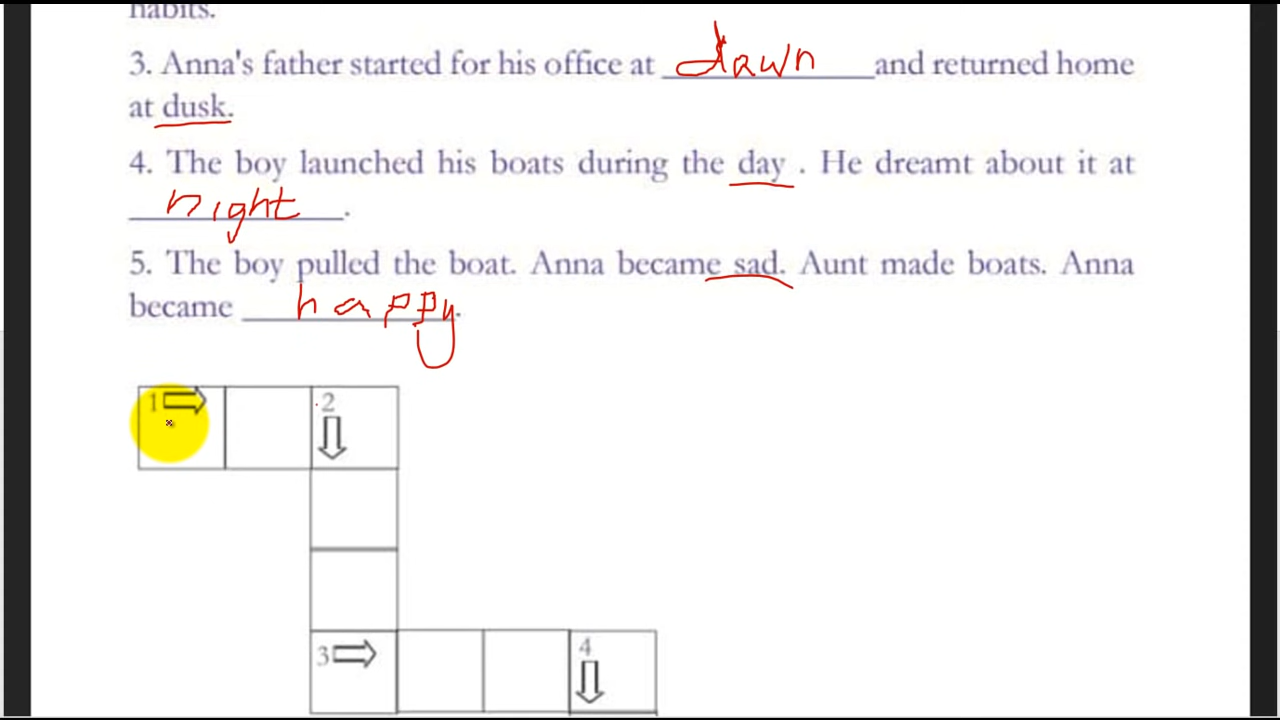 habits.
3. Anna's father started for his office at dawn and returned home
at dusk.
4. The boy launched his boats during the day . He dreamt about it at
night .
5. The boy pulled the boat. Anna became sad. Aunt made boats. Anna
became happy.
1 2
3 4